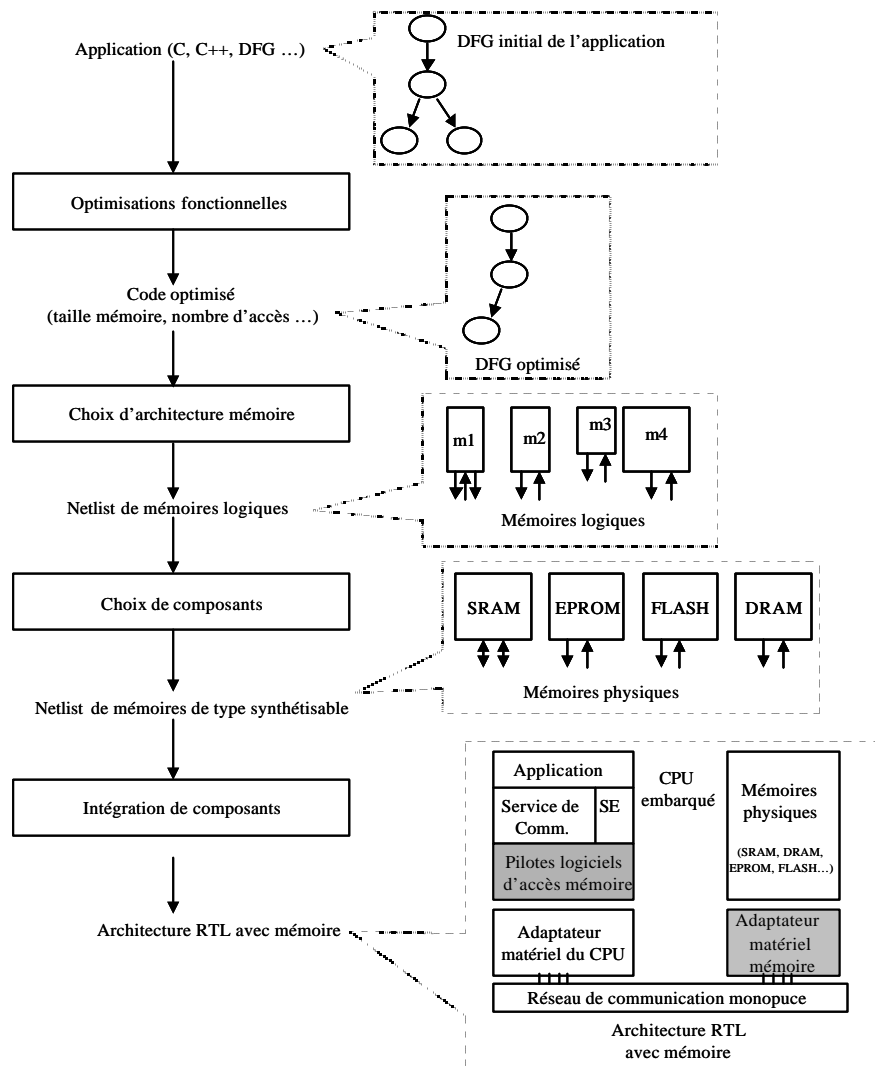 Application (C, C++, DFG …)
DFG initial de l’application
Optimisations fonctionnelles
Code optimisé
(taille mémoire, nombre d’accès …)
DFG optimisé
Choix d’architecture mémoire
m1
m2
m3
m4
Netlist de mémoires logiques
Mémoires logiques
Choix de composants
SRAM
EPROM
FLASH
DRAM
Mémoires physiques
Netlist de mémoires de type synthétisable
Intégration de composants
Application
Service de
Comm.
SE
Pilotes logiciels
d’accès mémoire
CPU
embarqué
Mémoires
physiques
(SRAM, DRAM,
EPROM, FLASH…)
Architecture RTL avec mémoire
Adaptateur
matériel du CPU
Adaptateur
matériel
mémoire
Réseau de communication monopuce
Architecture RTL
avec mémoire